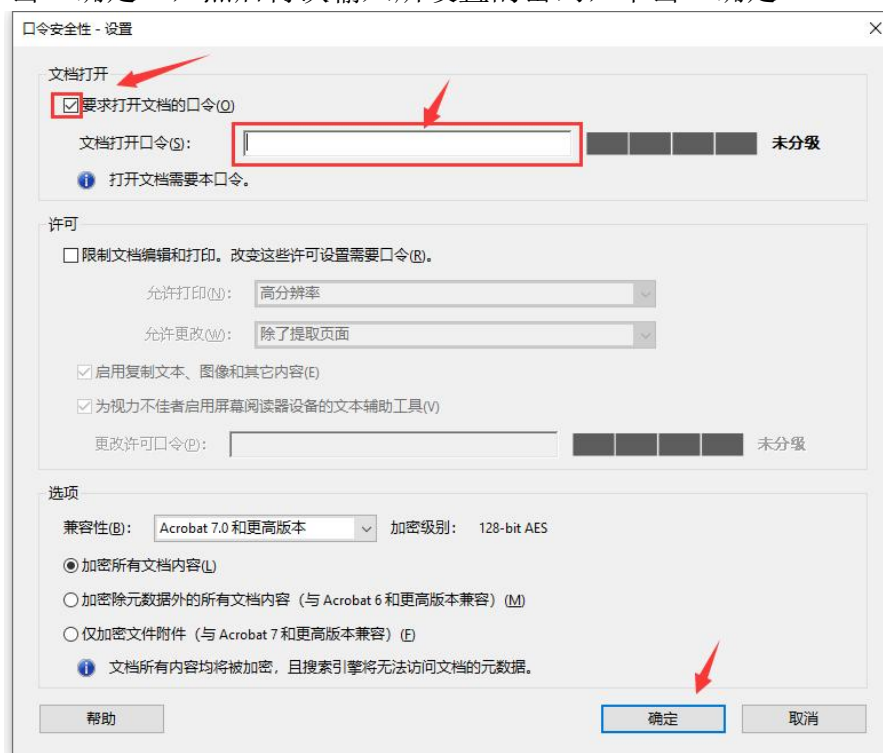 口令安全性 - 设置
文档打开
要求打开文档的口令(O)
文档打开口令(S): 未分级
打开文档需要本口令。
许可
限制文档编辑和打印。改变这些许可设置需要口令(R)。
允许打印(N): 高分辨率
允许更改(W): 除了提取页面
启用复制文本、图像和其它内容(E)
为视力不佳者启用屏幕阅读器设备的文本辅助工具(V)
更改许可口令(P): 未分级
选项
兼容性(B): Acrobat 7.0 和更高版本 加密级别: 128-bit AES
加密所有文档内容(L)
加密除元数据外的所有文档内容（与 Acrobat 6 和更高版本兼容）(M)
仅加密文件附件（与 Acrobat 7 和更高版本兼容）(F)
文档所有内容均将被加密，且搜索引擎将无法访问文档的元数据。
帮助 确定 取消